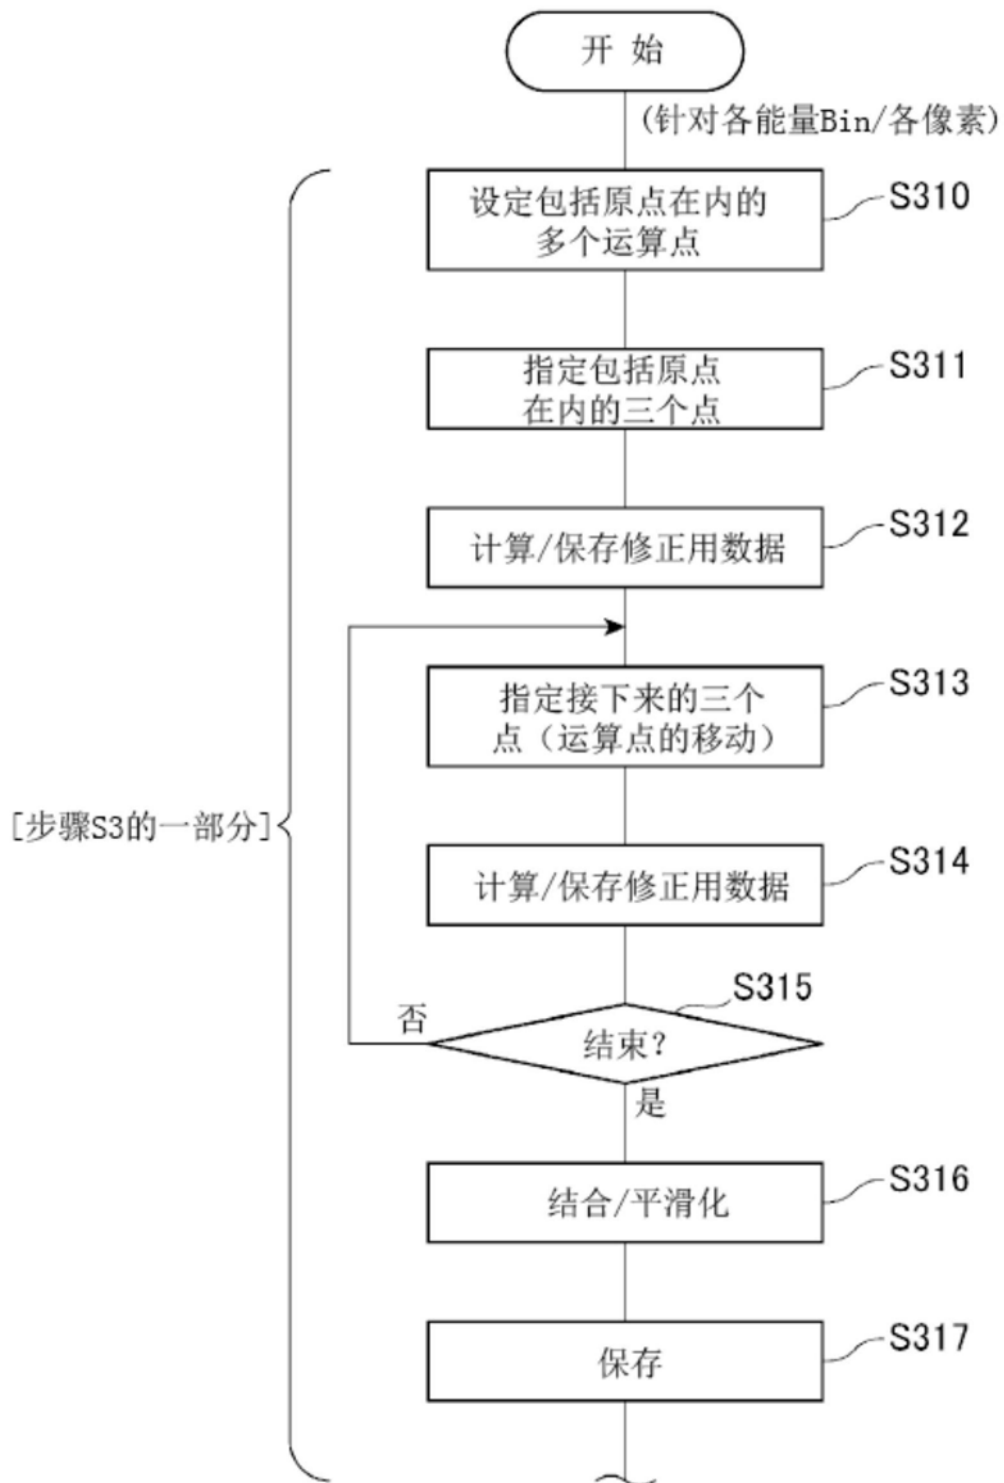 开 始
(针对各能量Bin/各像素)
设定包括原点在内的
多个运算点
S310
指定包括原点
在内的三个点
S311
计算/保存修正用数据
S312
指定接下来的三个
点（运算点的移动）
S313
[步骤S3的一部分]
计算/保存修正用数据
S314
S315
否
结束?
是
结合/平滑化
S316
保存
S317